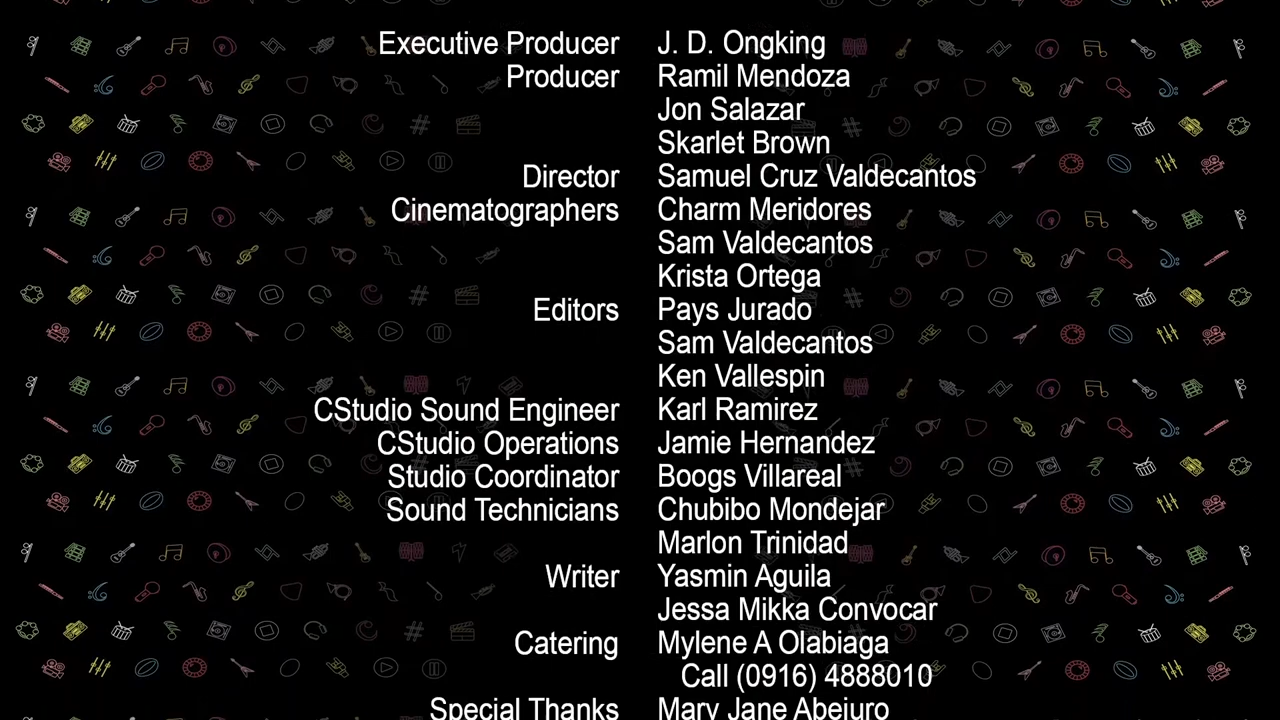 Executive Producer J. D. Ongking
Producer Ramil Mendoza
Jon Salazar
Skarlet Brown
Director Samuel Cruz Valdecantos
Cinematographers Charm Meridores
Sam Valdecantos
Krista Ortega
Editors Pays Jurado
Sam Valdecantos
Ken Vallespin
CStudio Sound Engineer Karl Ramirez
CStudio Operations Jamie Hernandez
Studio Coordinator Boogs Villareal
Sound Technicians Chubibo Mondejar
Marlon Trinidad
Writer Yasmin Aguila
Jessa Mikka Convocar
Catering Mylene A Olabiaga
Call (0916) 4888010
Special Thanks Mary Jane Abejuro